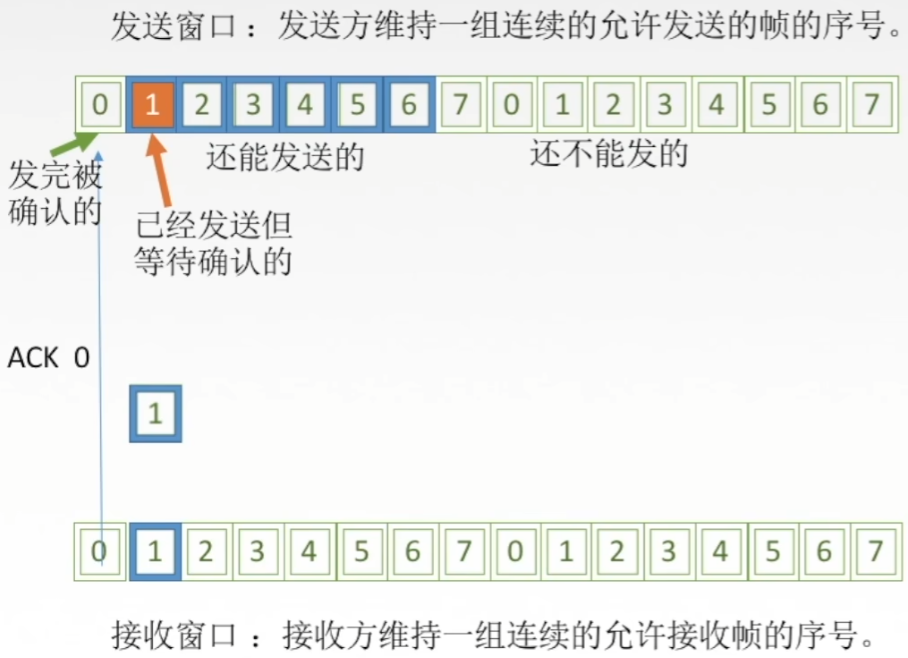 发送窗口：发送方维持一组连续的允许发送的帧的序号。
0 1 2 3 4 5 6 7 0 1 2 3 4 5 6 7
还能发送的 还不能发的
发完被
确认的
已经发送但
等待确认的
ACK 0
1
0 1 2 3 4 5 6 7 0 1 2 3 4 5 6 7
接收窗口：接收方维持一组连续的允许接收帧的序号。